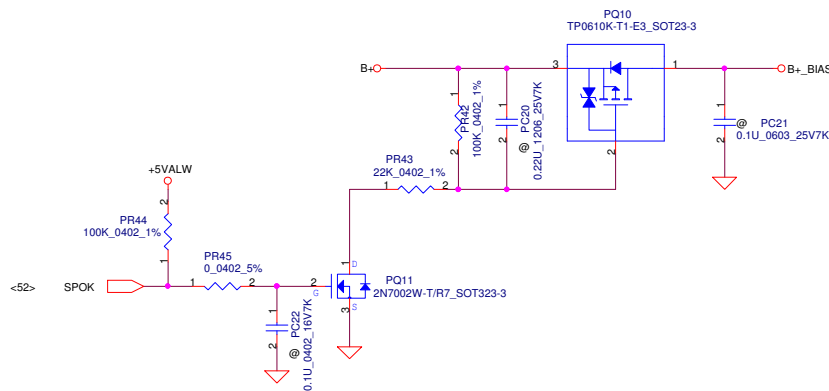 PQ10
TP0610K-T1-E3_SOT23-3
B+
3
1
B+_BIAS
1
2
PR42
100K_0402_1%
1
2
@
PC20
0.22U_1206_25V7K
2
1
2
@
PC21
0.1U_0603_25V7K
PR43
22K_0402_1%
1
2
+5VALW
2
1
PR44
100K_0402_1%
<52>
SPOK
PR45
0_0402_5%
1
2
1
2
@
PC22
0.1U_0402_16V7K
2
G
1
D
3
S
PQ11
2N7002W-T/R7_SOT323-3